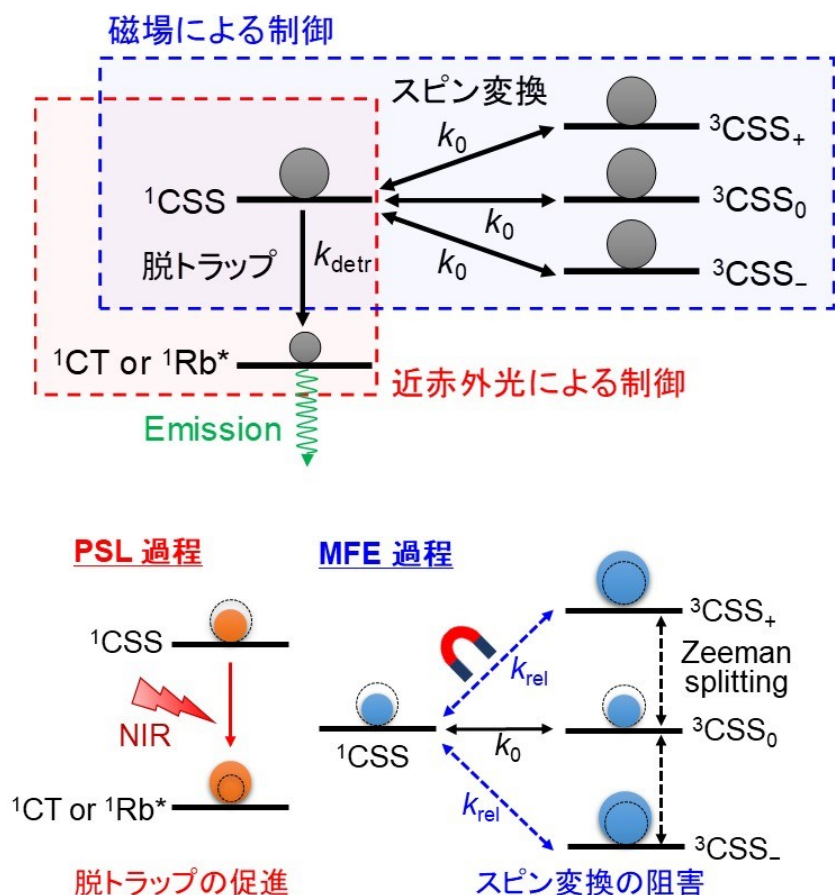 磁場による制御
スピン変換
k₀
³CSS₊
¹CSS
k₀
³CSS₀
脱トラップ
k_detr
k₀
³CSS₋
¹CT or ¹Rb*
近赤外光による制御
Emission
PSL 過程
MFE 過程
¹CSS
NIR
¹CT or ¹Rb*
脱トラップの促進
³CSS₊
k_rel
Zeeman
splitting
¹CSS
k₀
³CSS₀
k_rel
³CSS₋
スピン変換の阻害